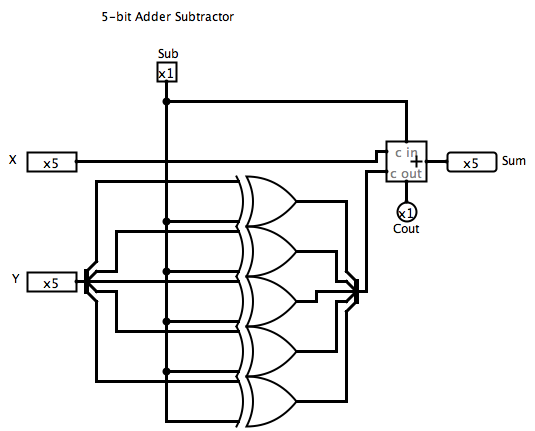 5-bit Adder Subtractor
Sub
x1
X
x5
c in
+
x5
Sum
c out
x1
Cout
Y
x5